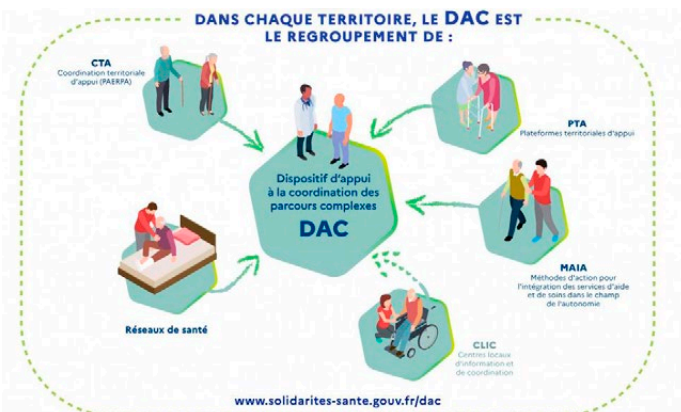 DANS CHAQUE TERRITOIRE, LE DAC EST
LE REGROUPEMENT DE :
CTA
Coordination territoriale
d'appui (PAERPA)
PTA
Plateformes territoriales d'appui
Dispositif d'appui
à la coordination des
parcours complexes
DAC
MAIA
Méthodes d'action pour
l'intégration des services d'aide
et de soins dans le champ
de l'autonomie
Réseaux de santé
CLIC
Centres locaux
d'information et
de coordination
www.solidarites-sante.gouv.fr/dac